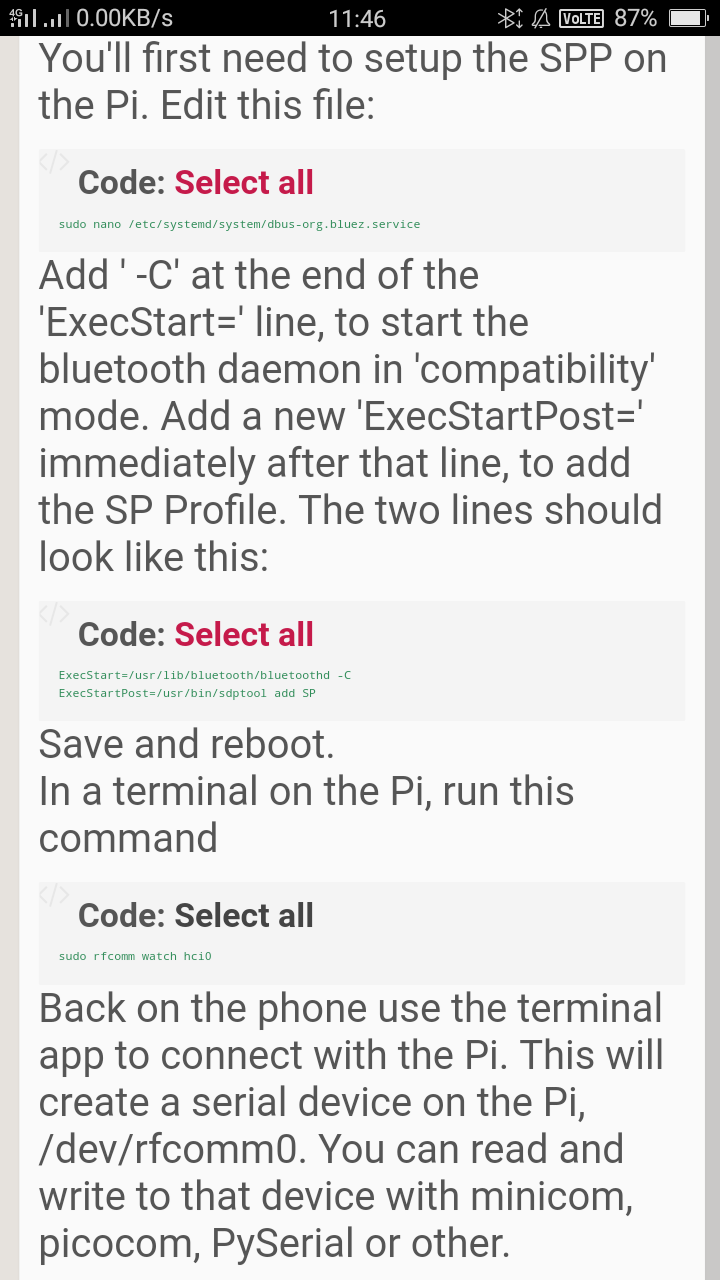 4G 0.00KB/s 11:46 VoLTE 87%
You'll first need to setup the SPP on
the Pi. Edit this file:
</>
Code: Select all
sudo nano /etc/systemd/system/dbus-org.bluez.service
Add ' -C' at the end of the
'ExecStart=' line, to start the
bluetooth daemon in 'compatibility'
mode. Add a new 'ExecStartPost='
immediately after that line, to add
the SP Profile. The two lines should
look like this:
</>
Code: Select all
ExecStart=/usr/lib/bluetooth/bluetoothd -C
ExecStartPost=/usr/bin/sdptool add SP
Save and reboot.
In a terminal on the Pi, run this
command
</>
Code: Select all
sudo rfcomm watch hci0
Back on the phone use the terminal
app to connect with the Pi. This will
create a serial device on the Pi,
/dev/rfcomm0. You can read and
write to that device with minicom,
picocom, PySerial or other.